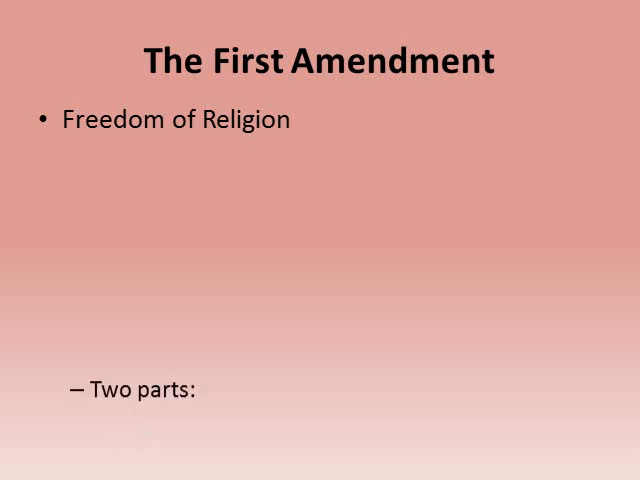 The First Amendment
• Freedom of Religion
– Two parts: